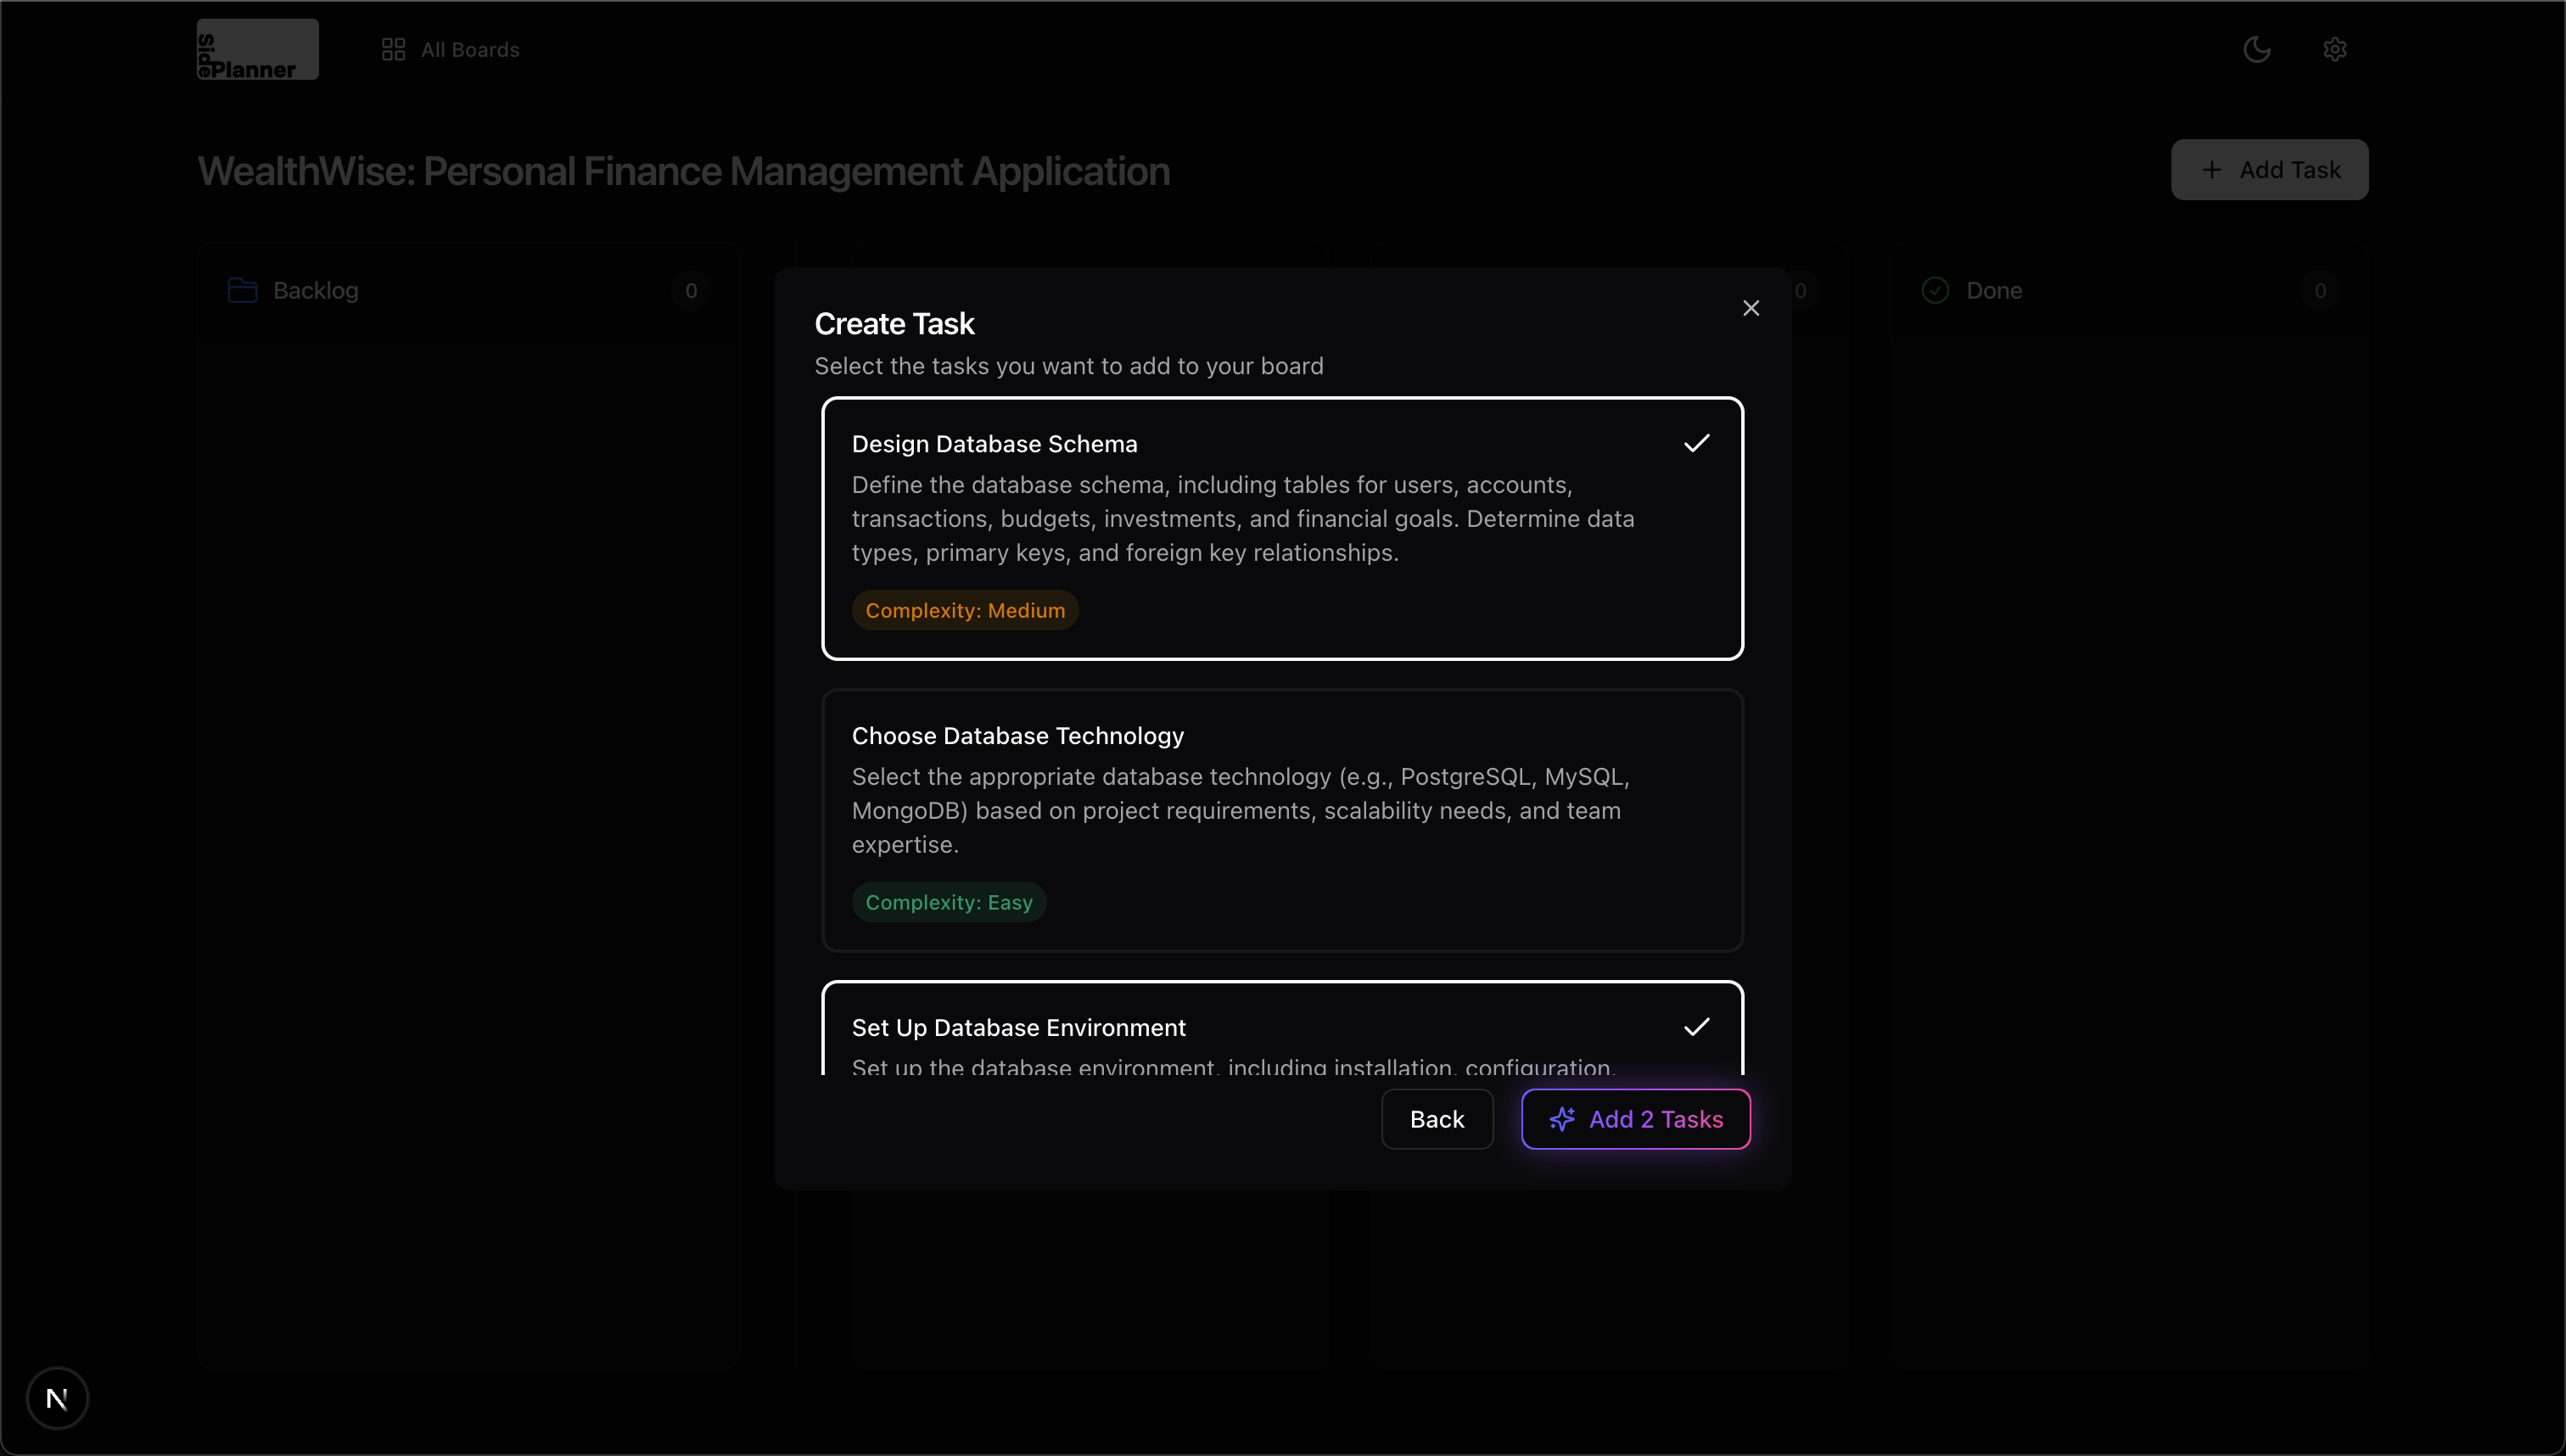 side
Planner
All Boards
WealthWise: Personal Finance Management Application
Add Task
Backlog
0
0
Done
0
Create Task
Select the tasks you want to add to your board
Design Database Schema
Define the database schema, including tables for users, accounts,
transactions, budgets, investments, and financial goals. Determine data
types, primary keys, and foreign key relationships.
Complexity: Medium
Choose Database Technology
Select the appropriate database technology (e.g., PostgreSQL, MySQL,
MongoDB) based on project requirements, scalability needs, and team
expertise.
Complexity: Easy
Set Up Database Environment
Set up the database environment, including installation, configuration,
Back
Add 2 Tasks
N